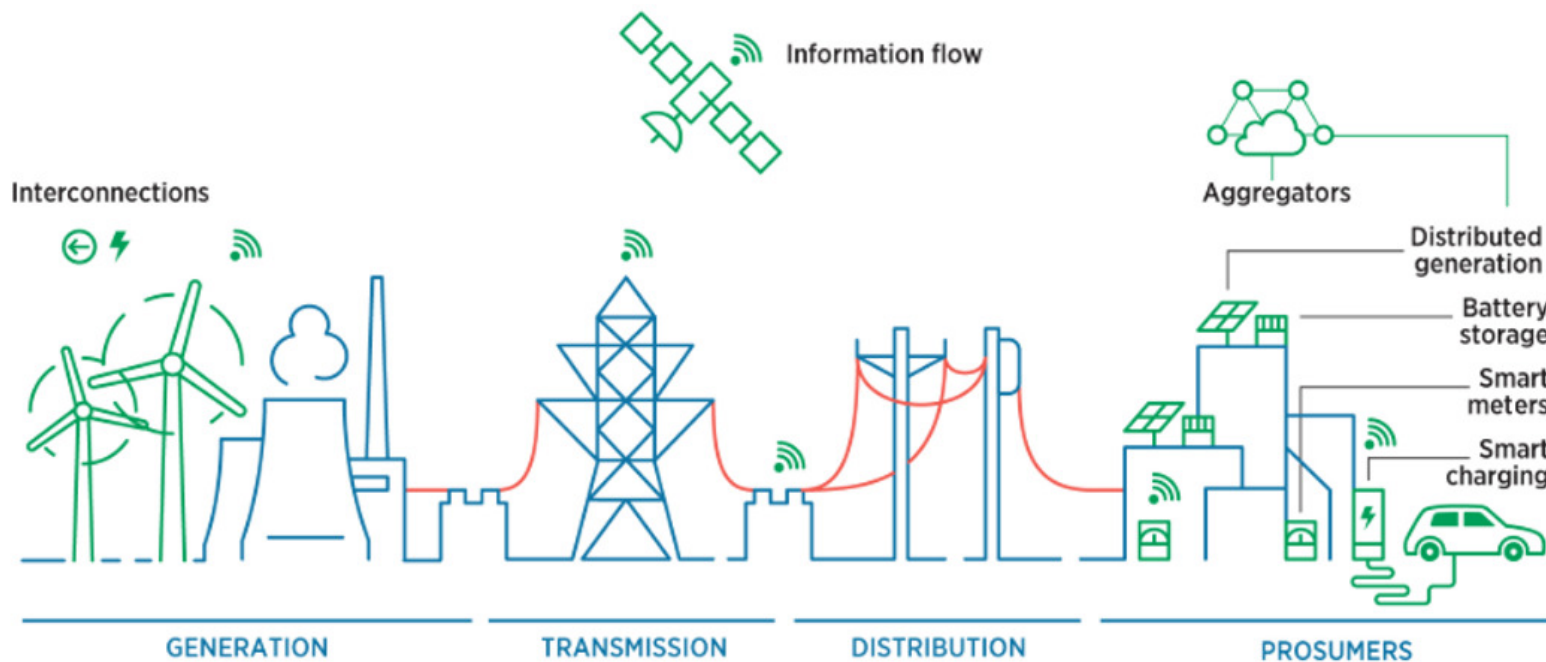 Information flow
Interconnections
Aggregators
Distributed
generation
Battery
storage
Smart
meters
Smart
charging
GENERATION
TRANSMISSION
DISTRIBUTION
PROSUMERS